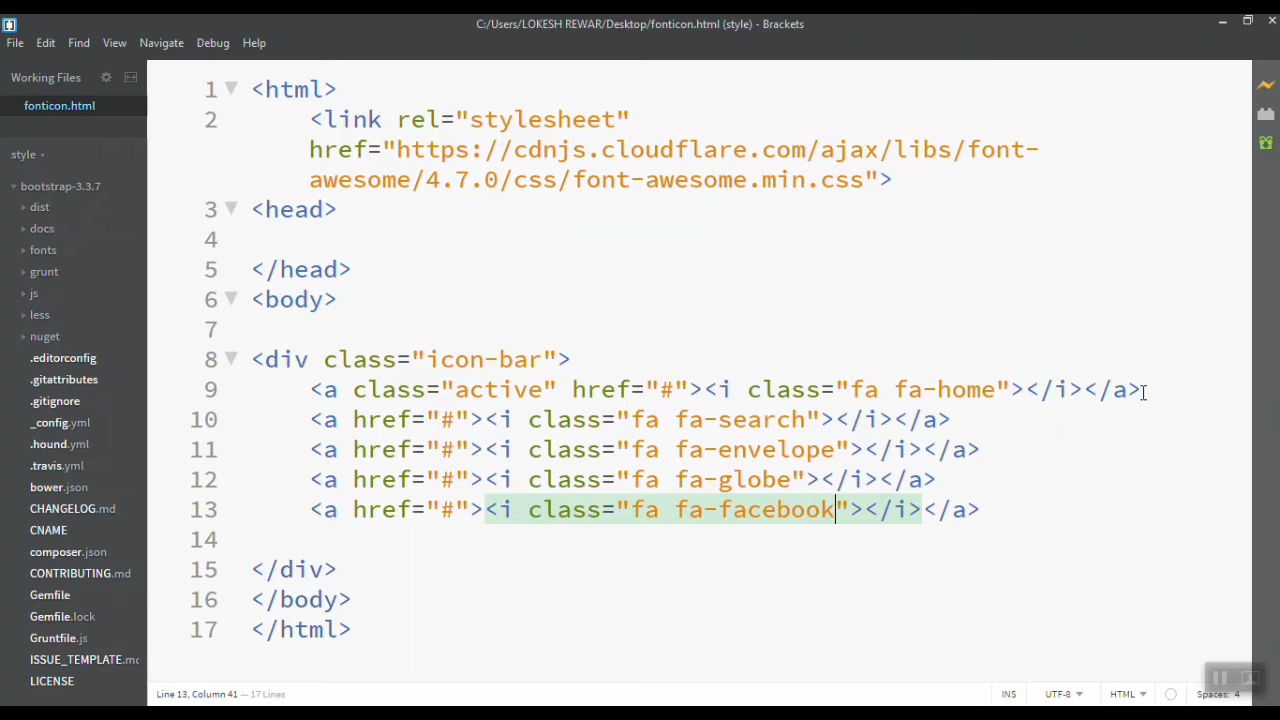 C:/Users/LOKESH REWAR/Desktop/fonticon.html (style) - Brackets
File Edit Find View Navigate Debug Help
Working Files
fonticon.html
style
bootstrap-3.3.7
dist
docs
fonts
grunt
js
less
nuget
.editorconfig
.gitattributes
.gitignore
_config.yml
.hound.yml
.travis.yml
bower.json
CHANGELOG.md
CNAME
composer.json
CONTRIBUTING.md
Gemfile
Gemfile.lock
Gruntfile.js
ISSUE_TEMPLATE.mc
LICENSE
1 <html>
2 <link rel="stylesheet"
href="https://cdnjs.cloudflare.com/ajax/libs/font-
awesome/4.7.0/css/font-awesome.min.css">
3 <head>
4
5 </head>
6 <body>
7
8 <div class="icon-bar">
9 <a class="active" href="#"><i class="fa fa-home"></i></a>
10 <a href="#"><i class="fa fa-search"></i></a>
11 <a href="#"><i class="fa fa-envelope"></i></a>
12 <a href="#"><i class="fa fa-globe"></i></a>
13 <a href="#"><i class="fa fa-facebook"></i></a>
14
15 </div>
16 </body>
17 </html>
Line 13, Column 41 — 17 Lines
INS UTF-8 HTML Spaces: 4